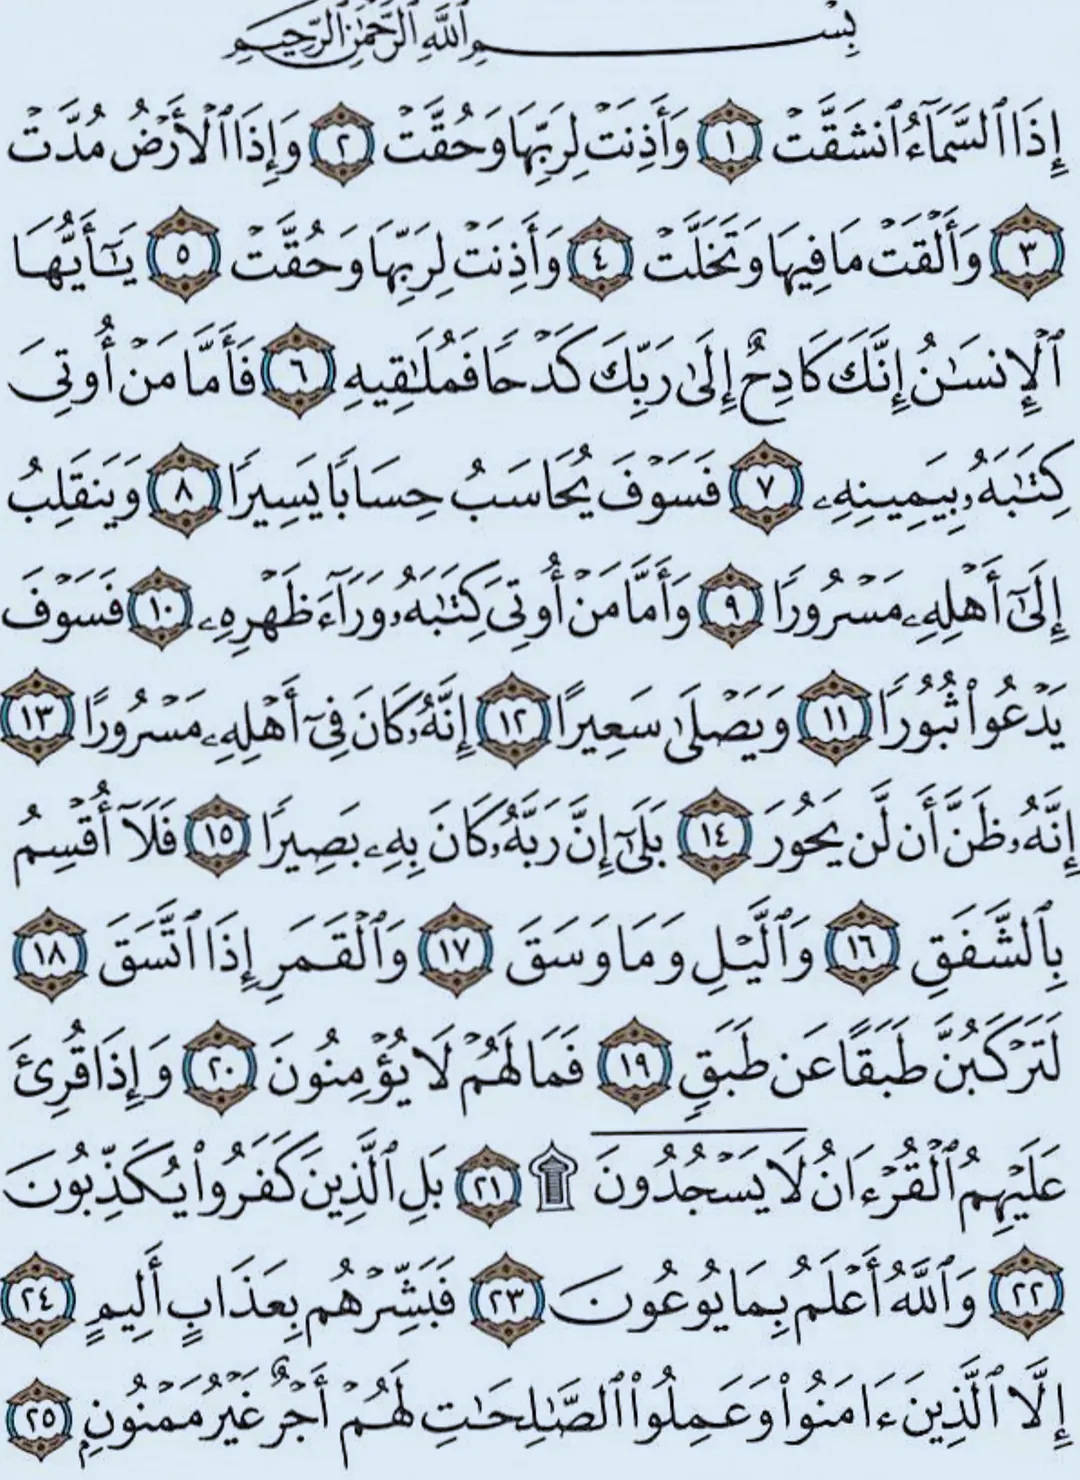 بِسْمِ ٱللَّهِ ٱلرَّحْمَٰنِ ٱلرَّحِيمِ
إِذَا ٱلسَّمَآءُ ٱنشَقَّتْ ١ وَأَذِنَتْ لِرَبِّهَا وَحُقَّتْ ٢ وَإِذَا ٱلْأَرْضُ مُدَّتْ
٣ وَأَلْقَتْ مَا فِيهَا وَتَخَلَّتْ ٤ وَأَذِنَتْ لِرَبِّهَا وَحُقَّتْ ٥ يَـٰٓأَيُّهَا
ٱلْإِنسَـٰنُ إِنَّكَ كَادِحٌ إِلَىٰ رَبِّكَ كَدْحًا فَمُلَـٰقِيهِ ٦ فَأَمَّا مَنْ أُوتِىَ
كِتَـٰبَهُۥ بِيَمِينِهِۦ ٧ فَسَوْفَ يُحَاسَبُ حِسَابًا يَسِيرًا ٨ وَيَنقَلِبُ
إِلَىٰٓ أَهْلِهِۦ مَسْرُورًا ٩ وَأَمَّا مَنْ أُوتِىَ كِتَـٰبَهُۥ وَرَآءَ ظَهْرِهِۦ ١٠ فَسَوْفَ
يَدْعُوا۟ ثُبُورًا ١١ وَيَصْلَىٰ سَعِيرًا ١٢ إِنَّهُۥ كَانَ فِىٓ أَهْلِهِۦ مَسْرُورًا ١٣
إِنَّهُۥ ظَنَّ أَن لَّن يَحُورَ ١٤ بَلَىٰٓ إِنَّ رَبَّهُۥ كَانَ بِهِۦ بَصِيرًا ١٥ فَلَآ أُقْسِمُ
بِٱلشَّفَقِ ١٦ وَٱلَّيْلِ وَمَا وَسَقَ ١٧ وَٱلْقَمَرِ إِذَا ٱتَّسَقَ ١٨
لَتَرْكَبُنَّ طَبَقًا عَن طَبَقٍ ١٩ فَمَا لَهُمْ لَا يُؤْمِنُونَ ٢٠ وَإِذَا قُرِئَ
عَلَيْهِمُ ٱلْقُرْءَانُ لَا يَسْجُدُونَ ۩ ٢١ بَلِ ٱلَّذِينَ كَفَرُوا۟ يُكَذِّبُونَ
٢٢ وَٱللَّهُ أَعْلَمُ بِمَا يُوعُونَ ٢٣ فَبَشِّرْهُم بِعَذَابٍ أَلِيمٍ ٢٤
إِلَّا ٱلَّذِينَ ءَامَنُوا۟ وَعَمِلُوا۟ ٱلصَّـٰلِحَـٰتِ لَهُمْ أَجْرٌ غَيْرُ مَمْنُونٍۭ ٢٥